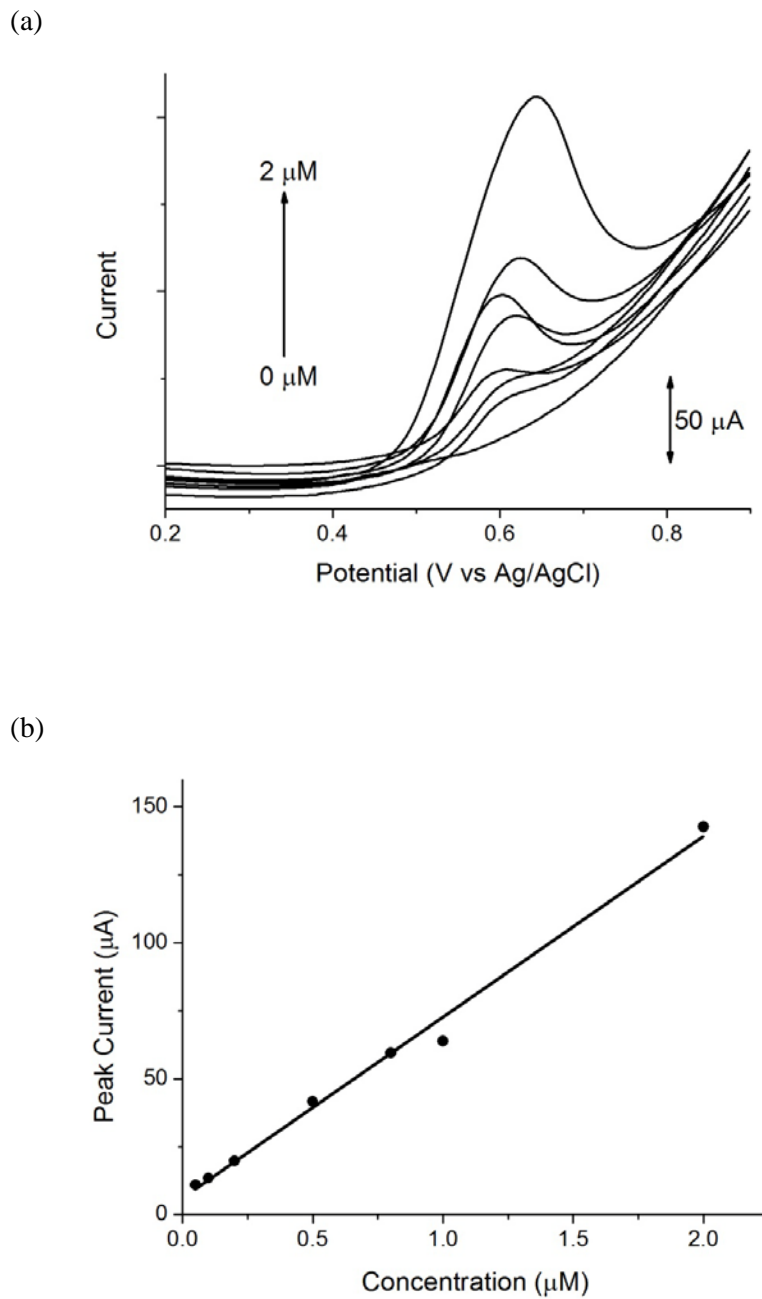 (a)
2 μM
0 μM
Current
50 μA
0.2 0.4 0.6 0.8
Potential (V vs Ag/AgCl)
(b)
150
100
50
0
Peak Current (μA)
0.0 0.5 1.0 1.5 2.0
Concentration (μM)